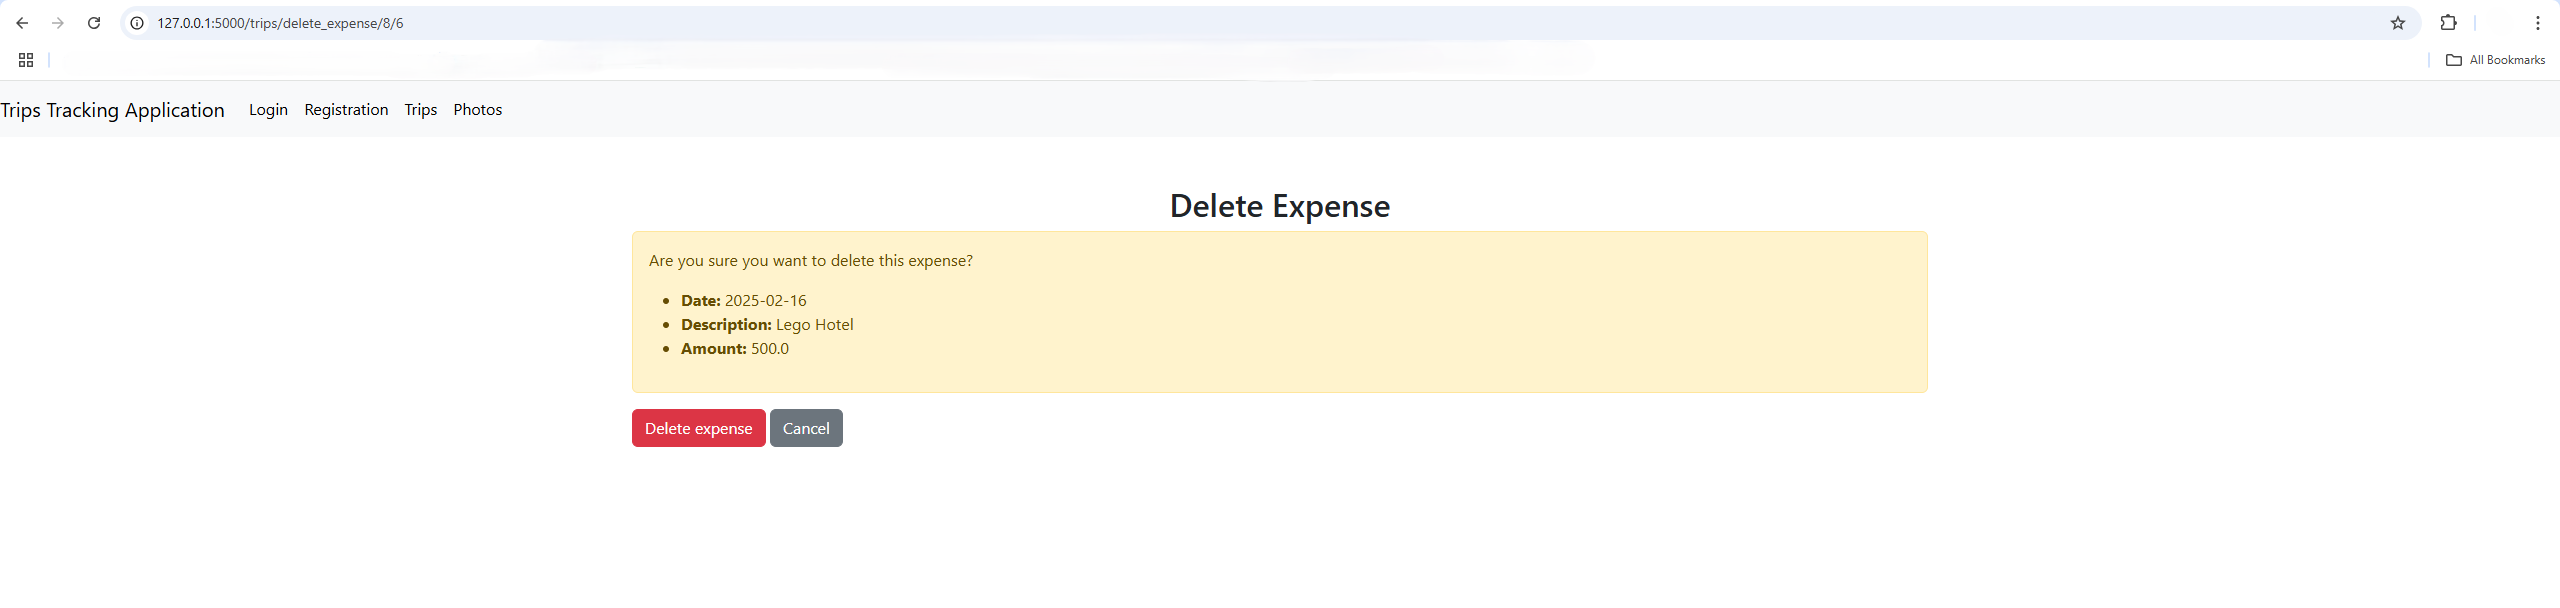 127.0.0.1:5000/trips/delete_expense/8/6
All Bookmarks
Trips Tracking Application Login Registration Trips Photos
Delete Expense
Are you sure you want to delete this expense?
• Date: 2025-02-16
• Description: Lego Hotel
• Amount: 500.0
Delete expense Cancel